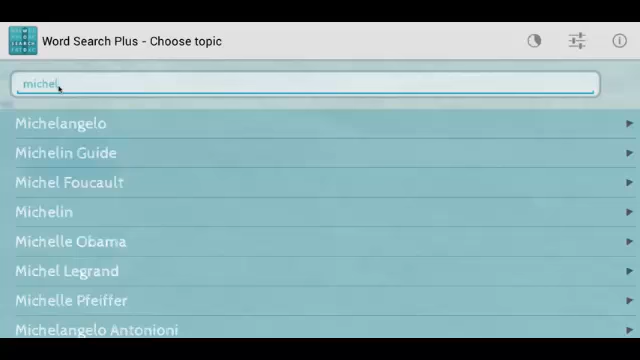 Word Search Plus - Choose topic
michel
Michelangelo
Michelin Guide
Michel Foucault
Michelin
Michelle Obama
Michel Legrand
Michelle Pfeiffer
Michelangelo Antonioni